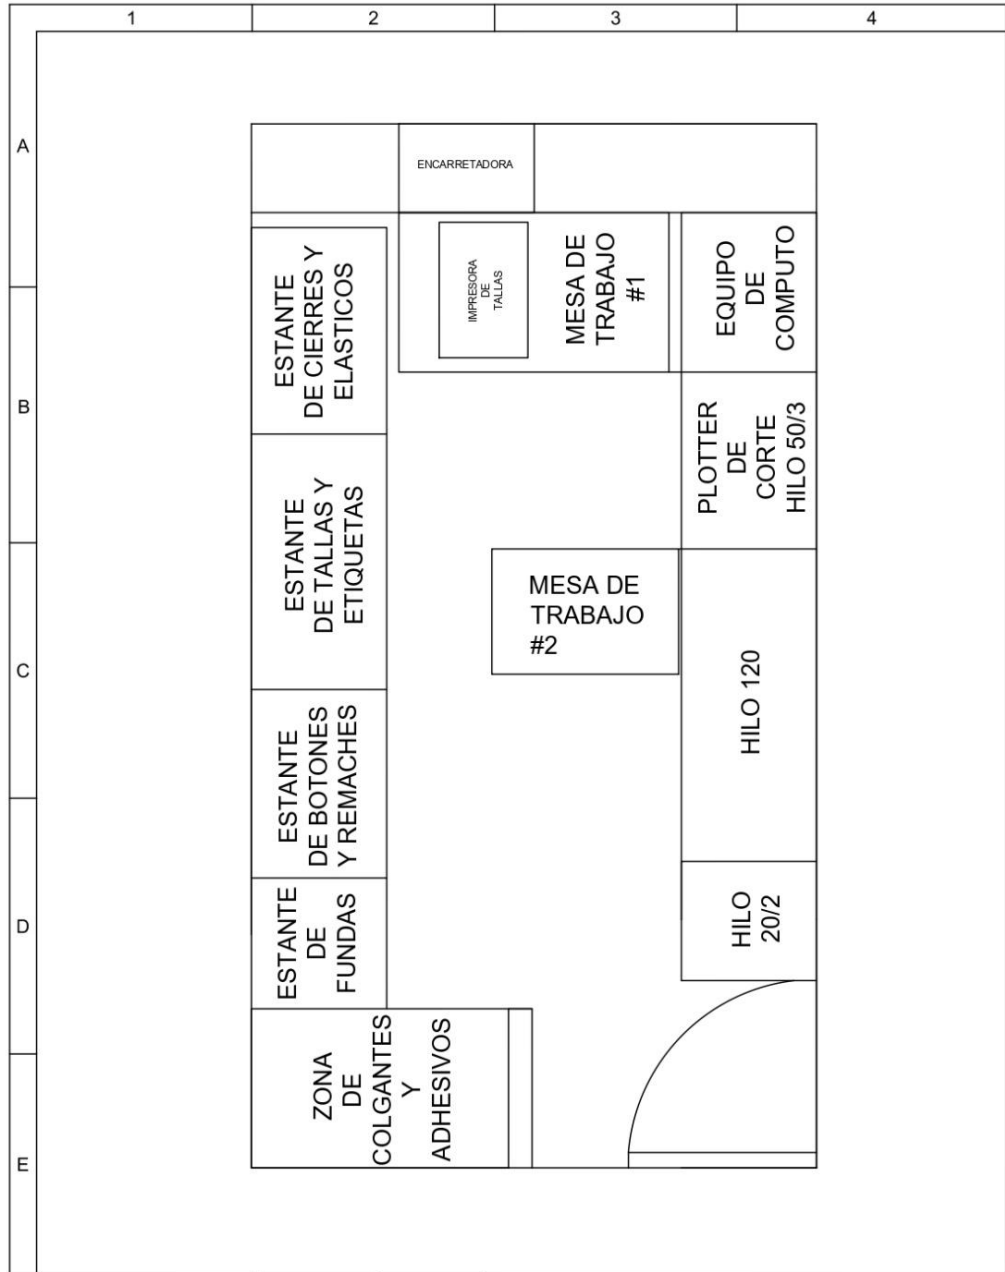 1
2
3
4
A
B
C
D
E
ENCARRETADORA
ESTANTE
DE CIERRES Y
ELASTICOS
IMPRESORA
DE
TALLAS
MESA DE
TRABAJO
#1
EQUIPO
DE
COMPUTO
PLOTTER
DE
CORTE
HILO 50/3
ESTANTE
DE TALLAS Y
ETIQUETAS
MESA DE
TRABAJO
#2
HILO 120
ESTANTE
DE BOTONES
Y REMACHES
ESTANTE
DE
FUNDAS
HILO
20/2
ZONA
DE
COLGANTES
Y
ADHESIVOS